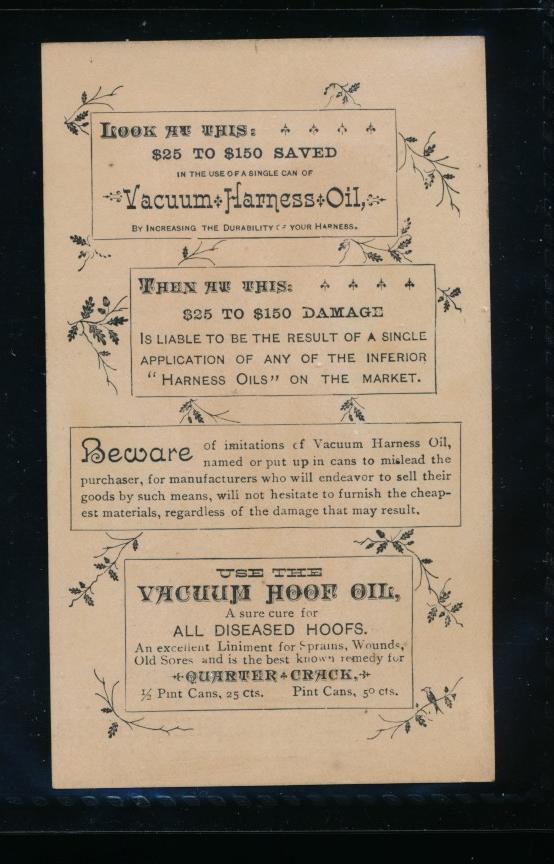 LOOK AT THIS:
$25 TO $150 SAVED
IN THE USE OF A SINGLE CAN OF
Vacuum Harness Oil,
BY INCREASING THE DURABILITY OF YOUR HARNESS.
THEN AT THIS:
$25 TO $150 DAMAGE
IS LIABLE TO BE THE RESULT OF A SINGLE
APPLICATION OF ANY OF THE INFERIOR
"HARNESS OILS" ON THE MARKET.
Beware of imitations of Vacuum Harness Oil,
named or put up in cans to mislead the
purchaser, for manufacturers who will endeavor to sell their
goods by such means, will not hesitate to furnish the cheap-
est materials, regardless of the damage that may result.
USE THE
VACUUM HOOF OIL,
A sure cure for
ALL DISEASED HOOFS.
An excellent Liniment for Sprains, Wounds,
Old Sores and is the best known remedy for
QUARTER CRACK,
½ Pint Cans, 25 cts. Pint Cans, 50 cts.